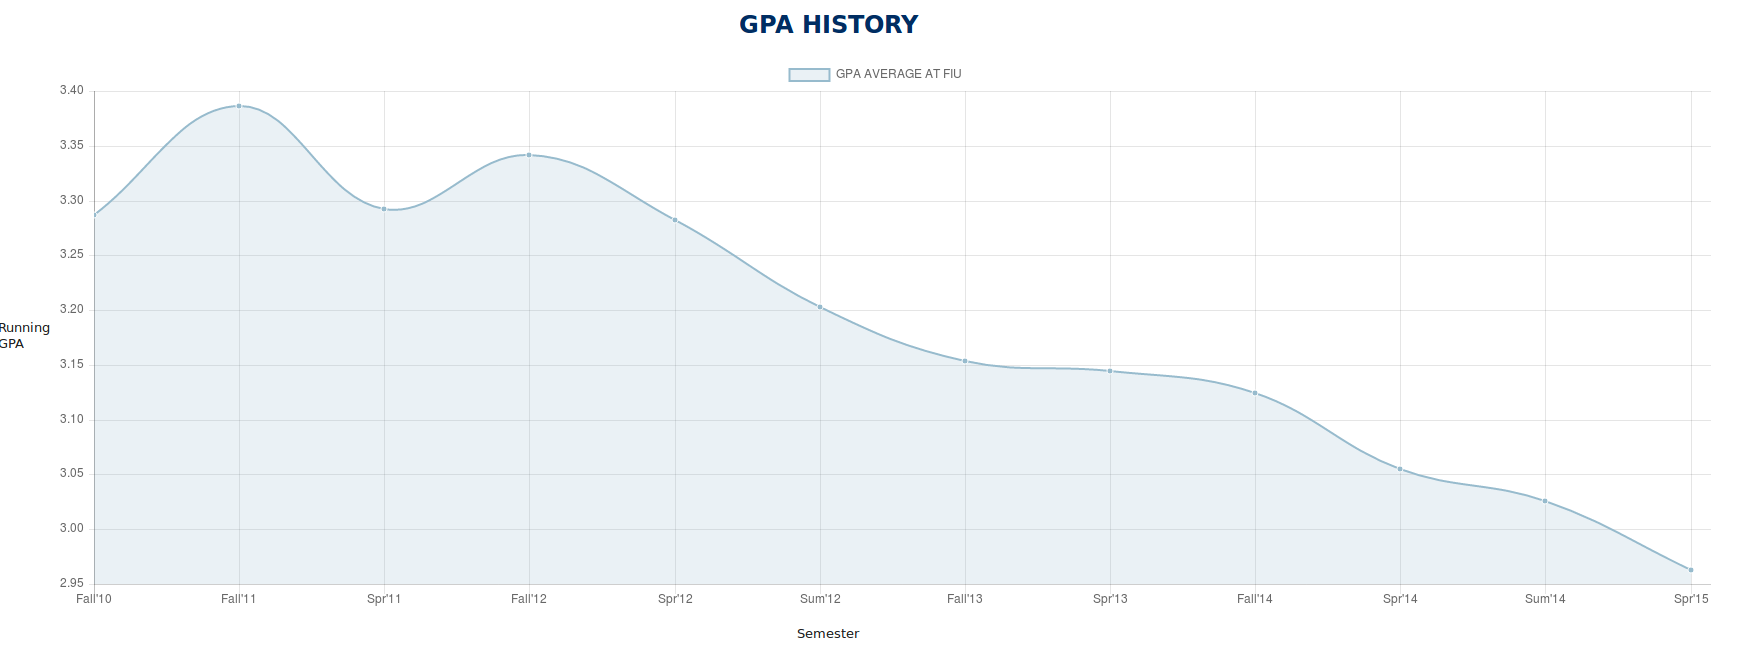 GPA HISTORY
GPA AVERAGE AT FIU
3.40
3.35
3.30
3.25
3.20
3.15
3.10
3.05
3.00
2.95
Running
GPA
Fall'10 Fall'11 Spr'11 Fall'12 Spr'12 Sum'12 Fall'13 Spr'13 Fall'14 Spr'14 Sum'14 Spr'15
Semester